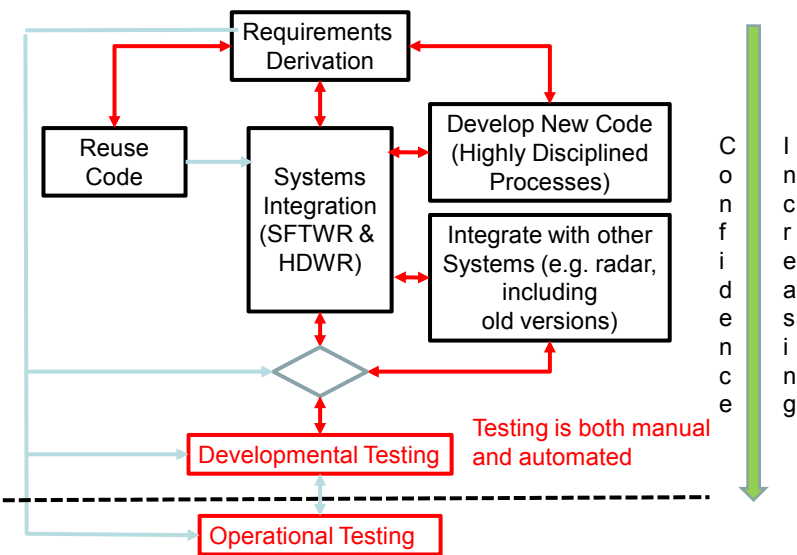 Requirements
Derivation
Reuse
Code
Systems
Integration
(SFTWR &
HDWR)
Develop New Code
(Highly Disciplined
Processes)
Integrate with other
Systems (e.g. radar,
including
old versions)
Testing is both manual
and automated
Developmental Testing
Operational Testing
Confidence
Increasing